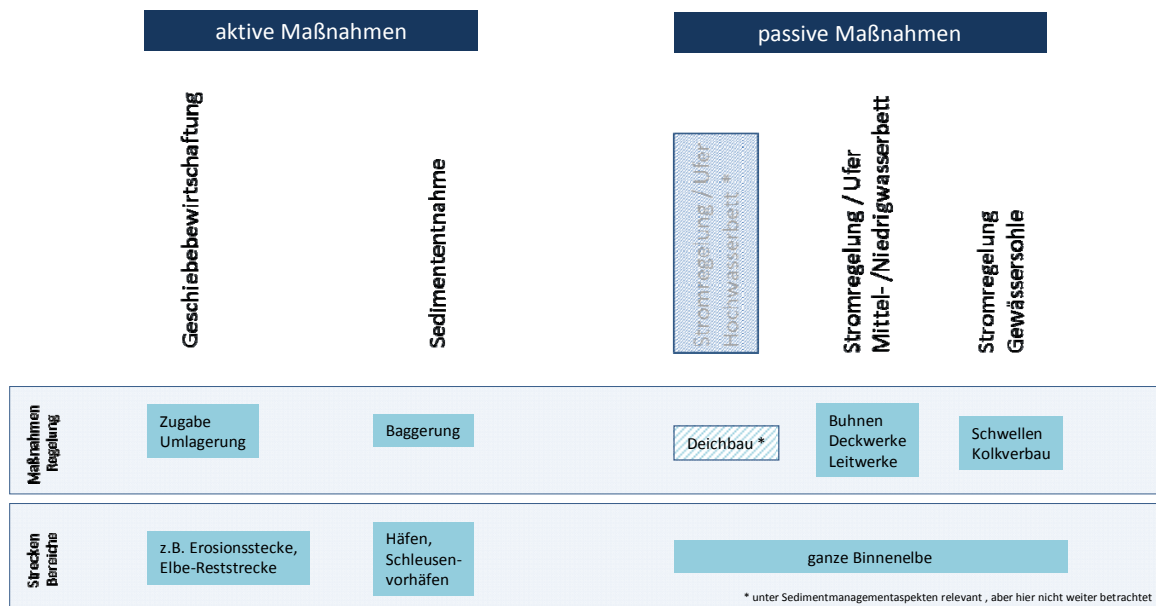 aktive Maßnahmen
passive Maßnahmen
Geschiebebewirtschaftung
Sedimententnahme
Stromregelung / Ufer
Hochwasserbett *
Stromregelung / Ufer
Mittel- /Niedrigwasserbett
Stromregelung
Gewässersohle
Maßnahmen
Regelung
Zugabe
Umlagerung
Baggerung
Deichbau *
Buhnen
Deckwerke
Leitwerke
Schwellen
Kolkverbau
Strecken
Bereiche
z.B. Erosionsstecke,
Elbe-Reststrecke
Häfen,
Schleusen-
vorhäfen
ganze Binnenelbe
* unter Sedimentmanagementaspekten relevant , aber hier nicht weiter betrachtet